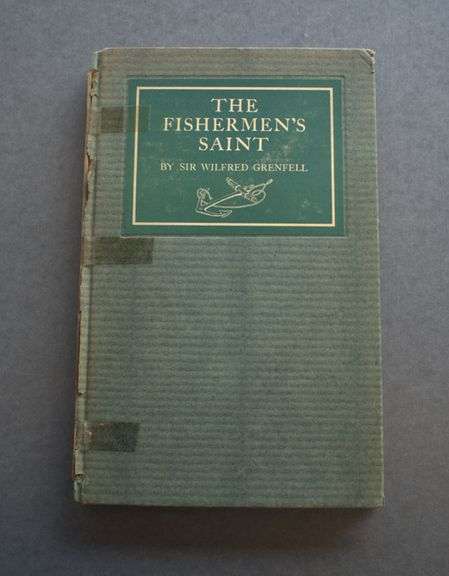 THE
FISHERMEN'S
SAINT
BY SIR WILFRED GRENFELL